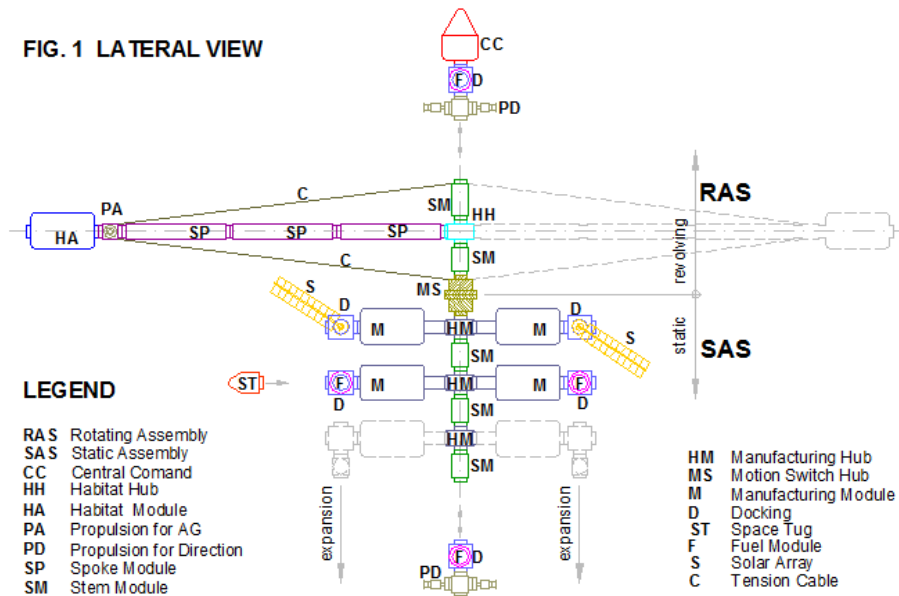 FIG. 1 LATERAL VIEW
CC
F D
PD
C
RAS
PA
SM
HH
HA
SP
SP
SP
revolving
C
SM
S
MS
D
D
M
HM
M
S
static
SM
SAS
LEGEND
ST
F
M
HM
M
F
D
D
SM
HM
SM
expansion
expansion
F D
PD
RAS Rotating Assembly
SAS Static Assembly
CC Central Comand
HH Habitat Hub
HA Habitat Module
PA Propulsion for AG
PD Propulsion for Direction
SP Spoke Module
SM Stem Module
HM Manufacturing Hub
MS Motion Switch Hub
M Manufacturing Module
D Docking
ST Space Tug
F Fuel Module
S Solar Array
C Tension Cable